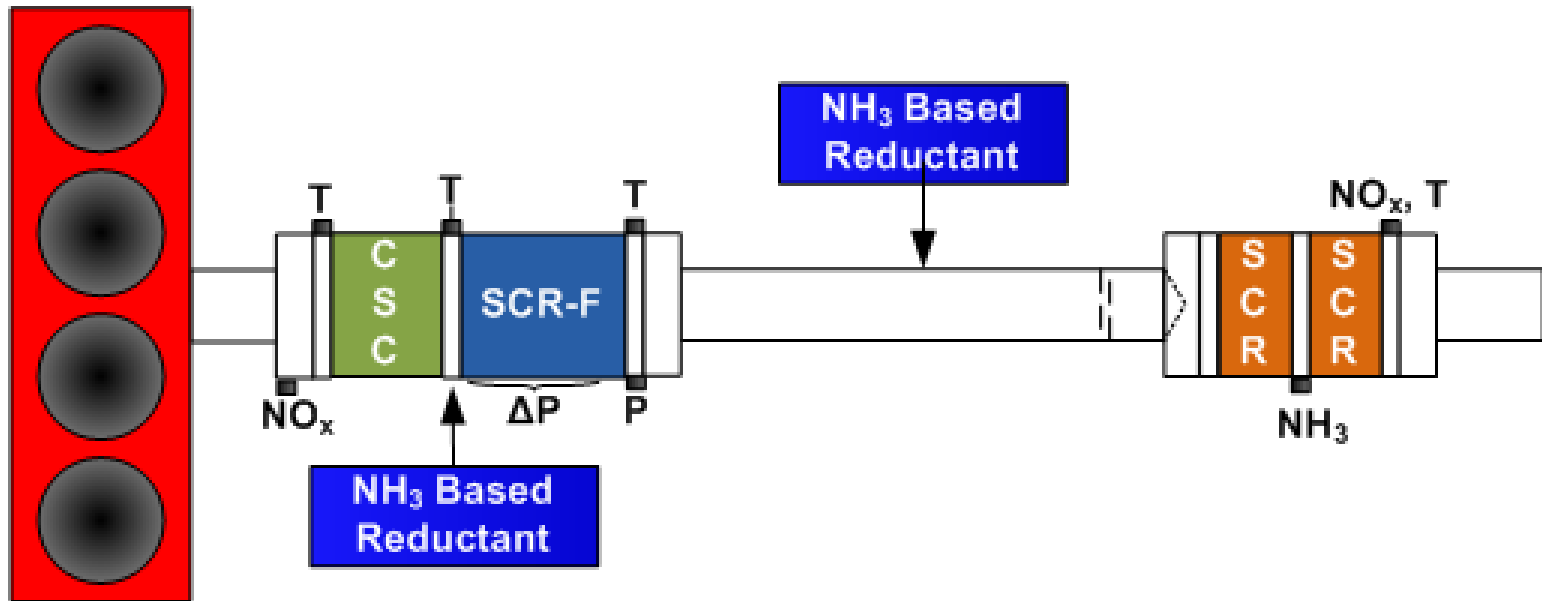 NH₃ Based
Reductant
T
T
T
NOₓ, T
C
S
C
SCR-F
S
C
R
S
C
R
NOₓ
ΔP
P
NH₃
NH₃ Based
Reductant